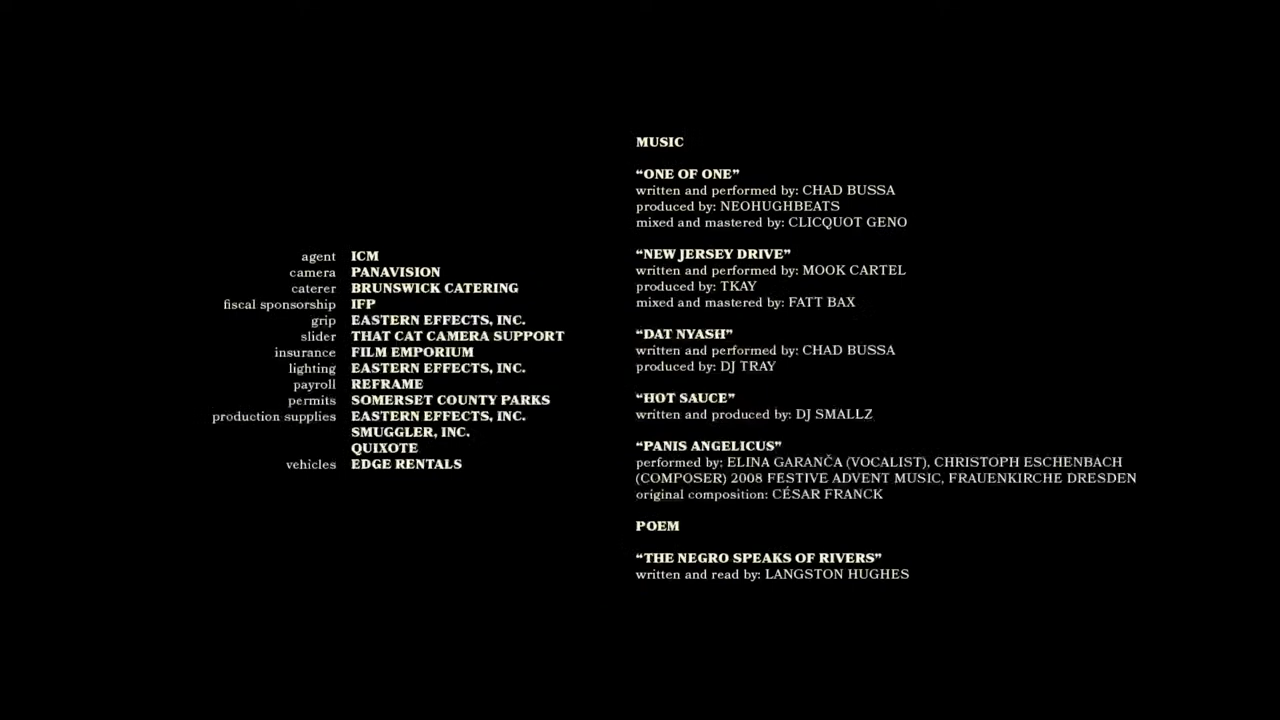 agent ICM
camera PANAVISION
caterer BRUNSWICK CATERING
fiscal sponsorship IFP
grip EASTERN EFFECTS, INC.
slider THAT CAT CAMERA SUPPORT
insurance FILM EMPORIUM
lighting EASTERN EFFECTS, INC.
payroll REFRAME
permits SOMERSET COUNTY PARKS
production supplies EASTERN EFFECTS, INC.
SMUGGLER, INC.
QUIXOTE
vehicles EDGE RENTALS
MUSIC
“ONE OF ONE”
written and performed by: CHAD BUSSA
produced by: NEOHUGHBEATS
mixed and mastered by: CLICQUOT GENO
“NEW JERSEY DRIVE”
written and performed by: MOOK CARTEL
produced by: TKAY
mixed and mastered by: FATT BAX
“DAT NYASH”
written and performed by: CHAD BUSSA
produced by: DJ TRAY
“HOT SAUCE”
written and produced by: DJ SMALLZ
“PANIS ANGELICUS”
performed by: ELINA GARANČA (VOCALIST), CHRISTOPH ESCHENBACH
(COMPOSER) 2008 FESTIVE ADVENT MUSIC, FRAUENKIRCHE DRESDEN
original composition: CÉSAR FRANCK
POEM
“THE NEGRO SPEAKS OF RIVERS”
written and read by: LANGSTON HUGHES